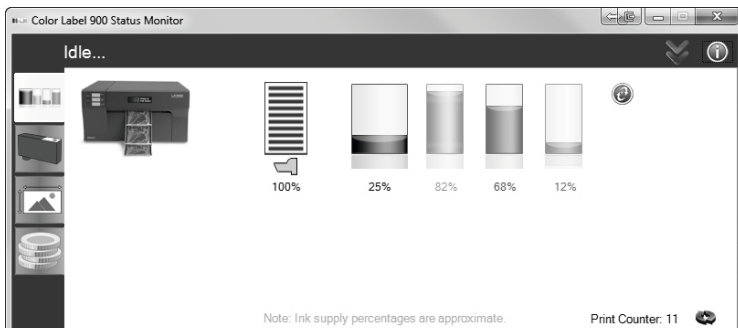 Color Label 900 Status Monitor
Idle...
100%
25%
82%
68%
12%
Note: Ink supply percentages are approximate.
Print Counter: 11